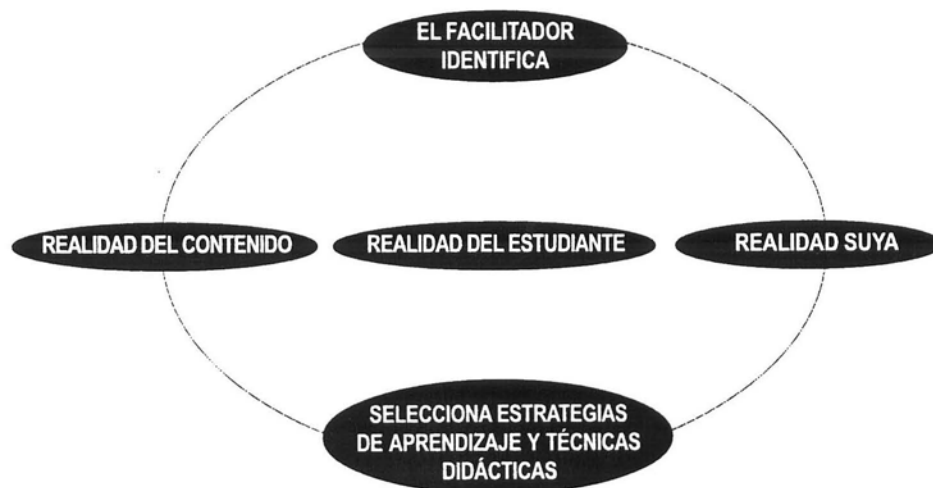 EL FACILITADOR
IDENTIFICA
REALIDAD DEL CONTENIDO
REALIDAD DEL ESTUDIANTE
REALIDAD SUYA
SELECCIONA ESTRATEGIAS
DE APRENDIZAJE Y TÉCNICAS
DIDÁCTICAS